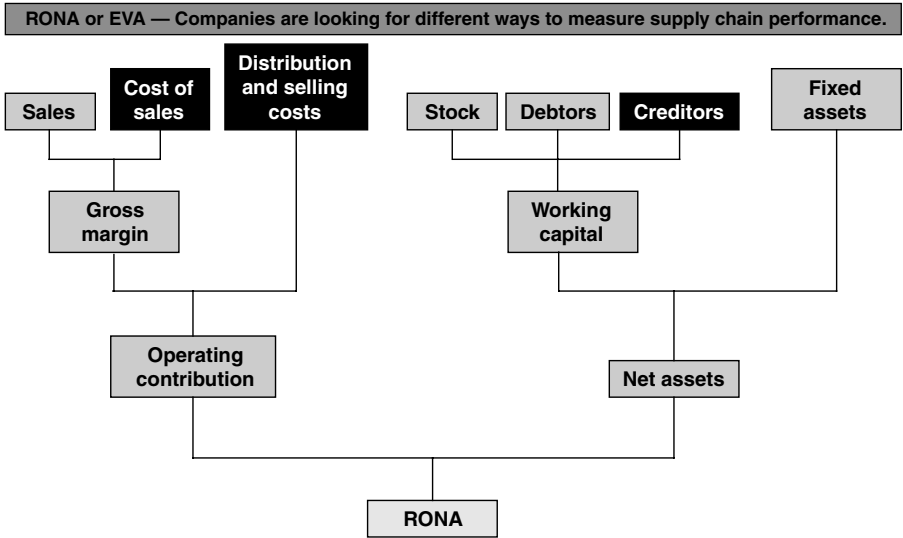 RONA or EVA — Companies are looking for different ways to measure supply chain performance.
Sales
Cost of
sales
Distribution
and selling
costs
Stock
Debtors
Creditors
Fixed
assets
Gross
margin
Working
capital
Operating
contribution
Net assets
RONA